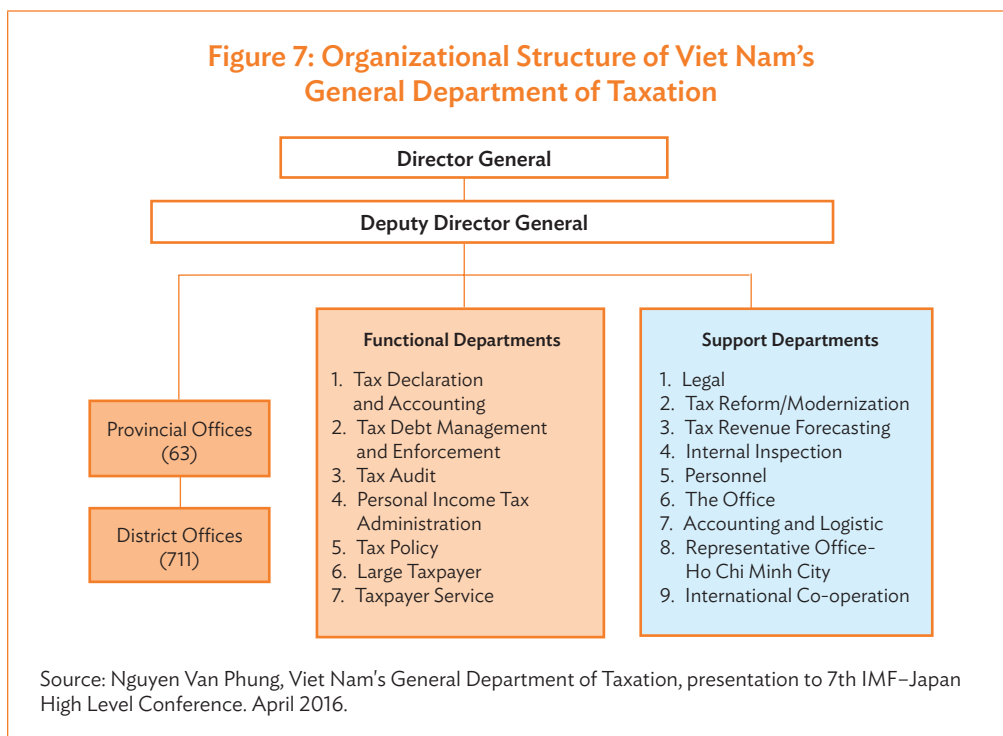 Figure 7: Organizational Structure of Viet Nam’s
General Department of Taxation
Director General
Deputy Director General
Provincial Offices
(63)
District Offices
(711)
Functional Departments
1. Tax Declaration
and Accounting
2. Tax Debt Management
and Enforcement
3. Tax Audit
4. Personal Income Tax
Administration
5. Tax Policy
6. Large Taxpayer
7. Taxpayer Service
Support Departments
1. Legal
2. Tax Reform/Modernization
3. Tax Revenue Forecasting
4. Internal Inspection
5. Personnel
6. The Office
7. Accounting and Logistic
8. Representative Office-
Ho Chi Minh City
9. International Co-operation
Source: Nguyen Van Phung, Viet Nam's General Department of Taxation, presentation to 7th IMF–Japan
High Level Conference. April 2016.